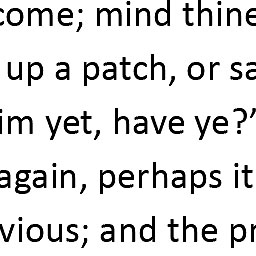 come; mind thine
up a patch, or sa
im yet, have ye?”
again, perhaps it
vious; and the pr